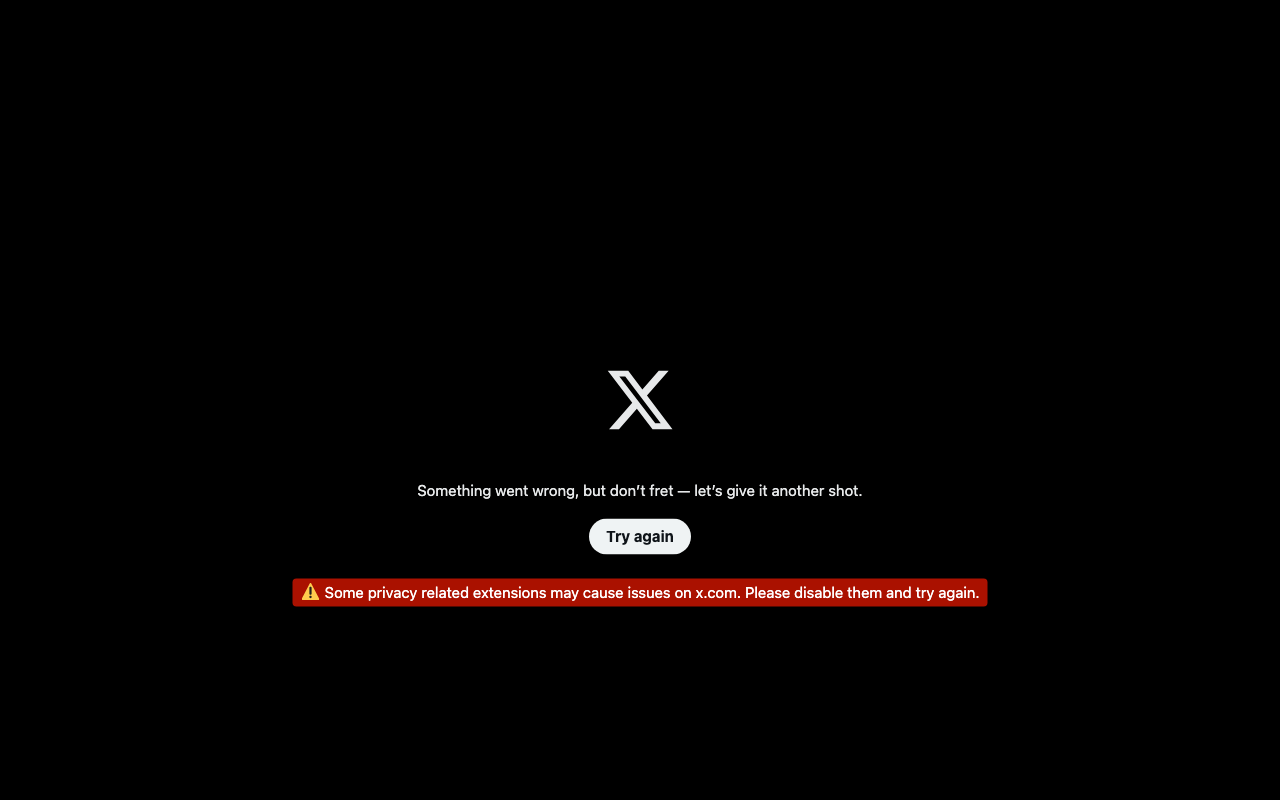 Something went wrong, but don’t fret — let’s give it another shot.
Try again
⚠️ Some privacy related extensions may cause issues on x.com. Please disable them and try again.